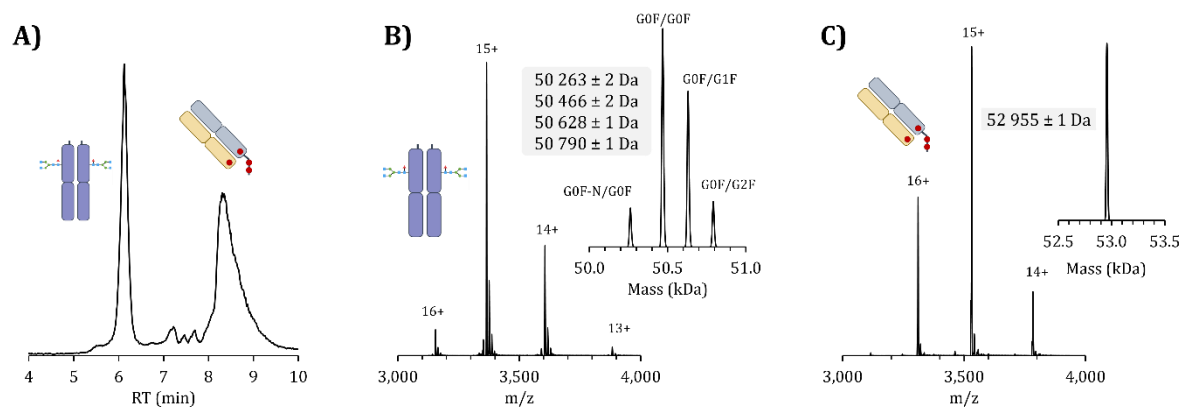 A)
4 5 6 7 8 9 10
RT (min)
B)
15+
16+
14+
13+
3,000 3,500 4,000
m/z
50 263 ± 2 Da
50 466 ± 2 Da
50 628 ± 1 Da
50 790 ± 1 Da
G0F/G0F
G0F/G1F
G0F-N/G0F
G0F/G2F
50.0 50.5 51.0
Mass (kDa)
C)
15+
16+
14+
3,000 3,500 4,000
m/z
52 955 ± 1 Da
52.5 53.0 53.5
Mass (kDa)